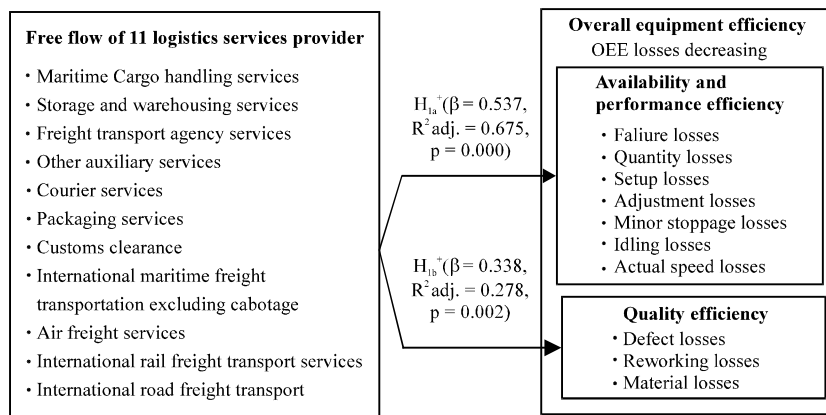 Free flow of 11 logistics services provider
• Maritime Cargo handling services
• Storage and warehousing services
• Freight transport agency services
• Other auxiliary services
• Courier services
• Packaging services
• Customs clearance
• International maritime freight
transportation excluding cabotage
• Air freight services
• International rail freight transport services
• International road freight transport
H1a+(β = 0.537,
R² adj. = 0.675,
p = 0.000)
H1b+(β = 0.338,
R² adj. = 0.278,
p = 0.002)
Overall equipment efficiency
OEE losses decreasing
Availability and
performance efficiency
• Faliure losses
• Quantity losses
• Setup losses
• Adjustment losses
• Minor stoppage losses
• Idling losses
• Actual speed losses
Quality efficiency
• Defect losses
• Reworking losses
• Material losses